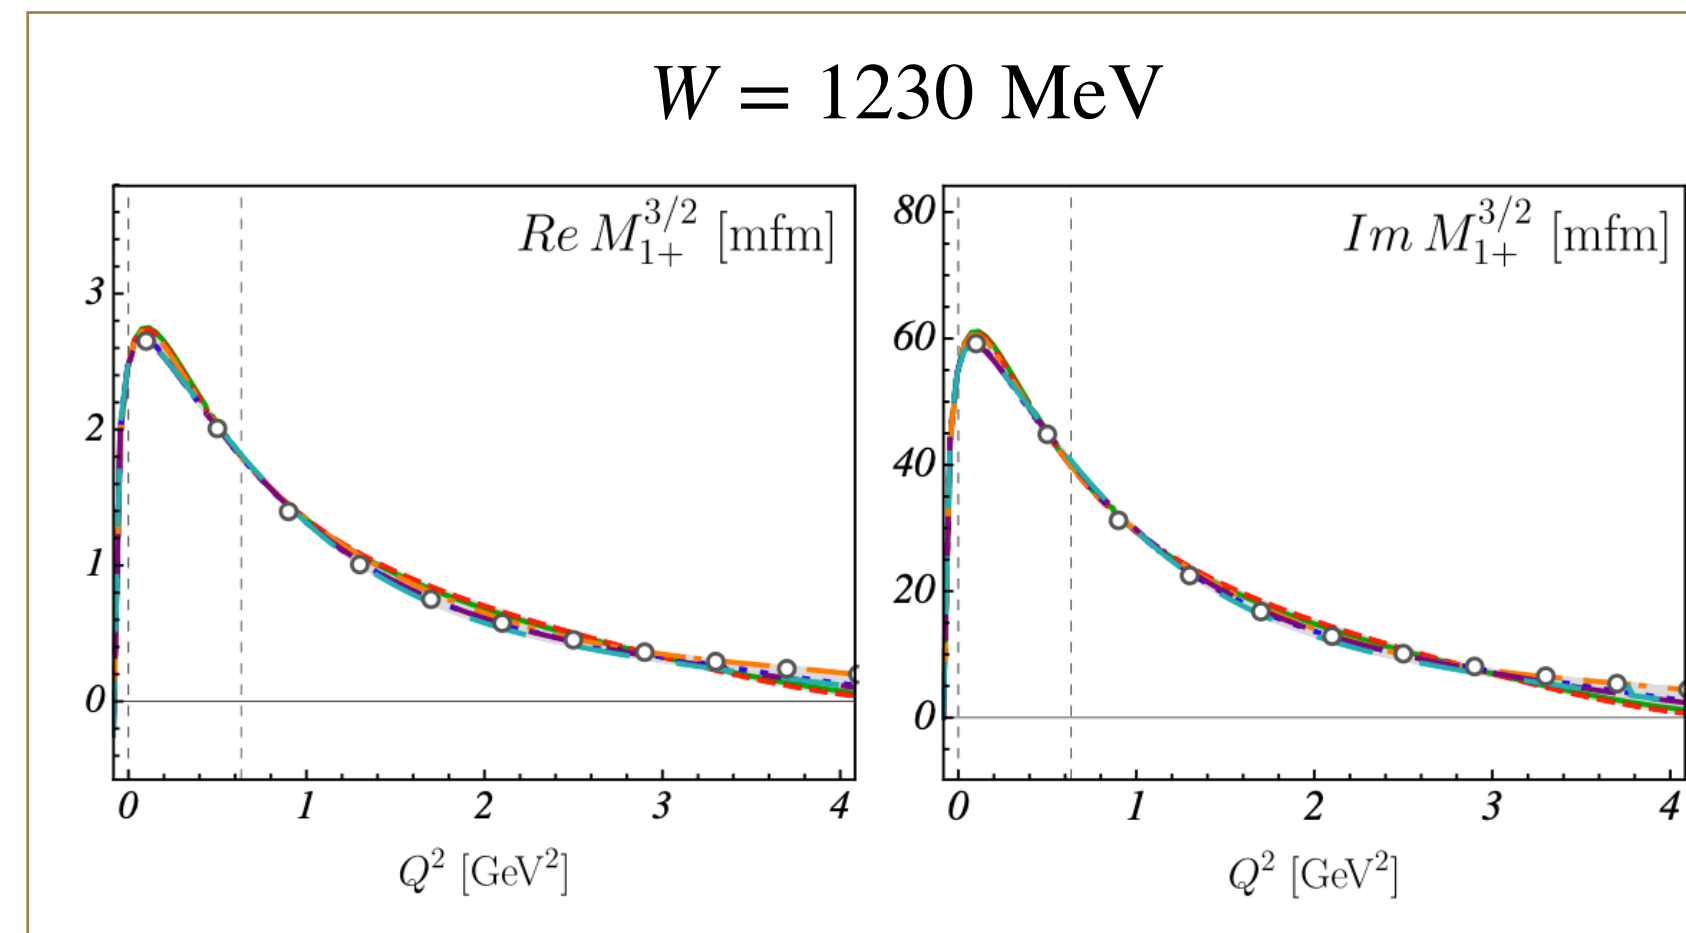 W = 1230 MeV
Re M_{1+}^{3/2} [mfm]
3
2
1
0
0 1 2 3 4
Q^2 [GeV^2]
Im M_{1+}^{3/2} [mfm]
80
60
40
20
0
0 1 2 3 4
Q^2 [GeV^2]